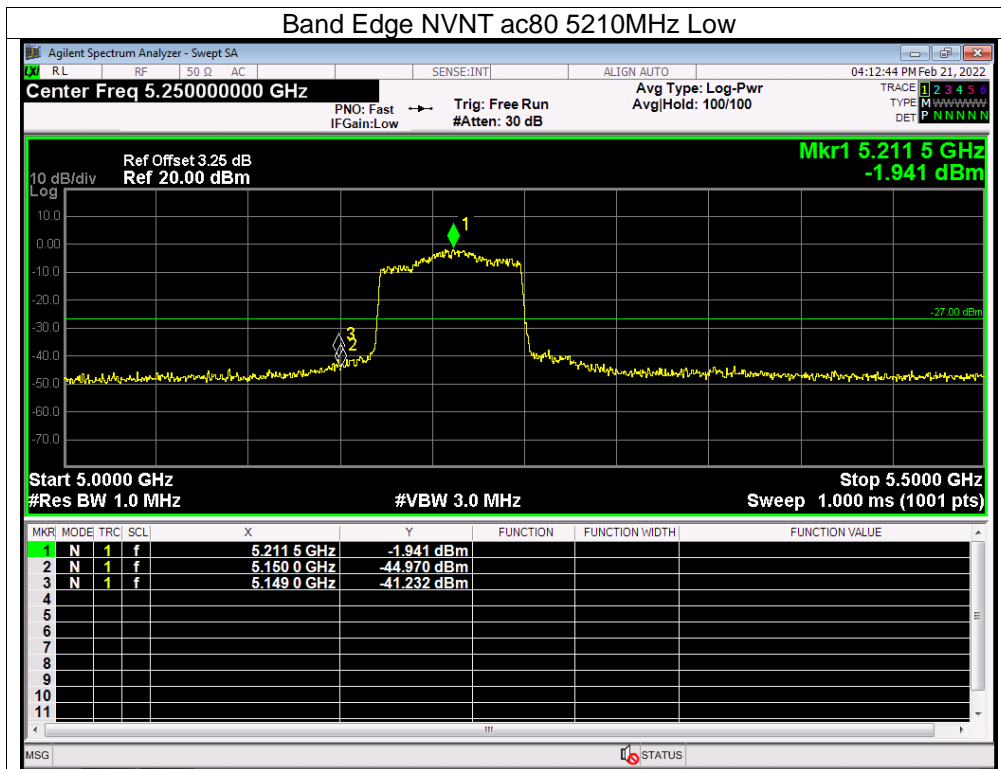 Band Edge NVNT ac80 5210MHz Low
Agilent Spectrum Analyzer - Swept SA
LXI RL RF 50 Ω AC SENSE:INT ALIGN AUTO 04:12:44 PM Feb 21, 2022
Center Freq 5.250000000 GHz Avg Type: Log-Pwr TRACE 1 2 3 4 5 6
PNO: Fast Trig: Free Run Avg|Hold: 100/100 TYPE M WWWWW
IFGain:Low #Atten: 30 dB DET P N N N N N
Mkr1 5.211 5 GHz
Ref Offset 3.25 dB
10 dB/div Ref 20.00 dBm -1.941 dBm
Log
10.0
1
0.00
-10.0
-20.0
-27.00 dBm
-30.0
3
2
-40.0
-50.0
-60.0
-70.0
Start 5.0000 GHz Stop 5.5000 GHz
#Res BW 1.0 MHz #VBW 3.0 MHz Sweep 1.000 ms (1001 pts)
MKR MODE TRC SCL X Y FUNCTION FUNCTION WIDTH FUNCTION VALUE
1 N 1 f 5.211 5 GHz -1.941 dBm
2 N 1 f 5.150 0 GHz -44.970 dBm
3 N 1 f 5.149 0 GHz -41.232 dBm
4
5
6
7
8
9
10
11
MSG STATUS